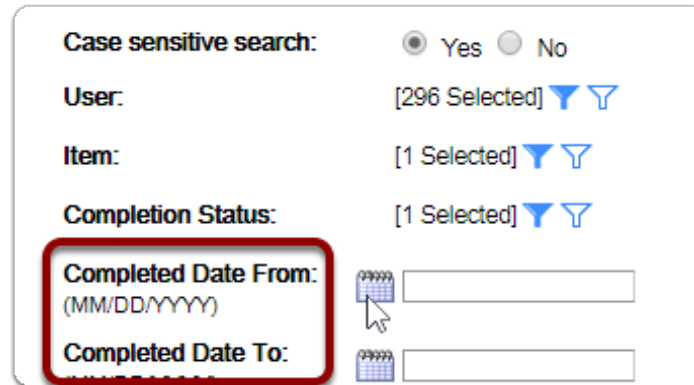 Case sensitive search: Yes No
User: [296 Selected]
Item: [1 Selected]
Completion Status: [1 Selected]
Completed Date From:
(MM/DD/YYYY)
Completed Date To: